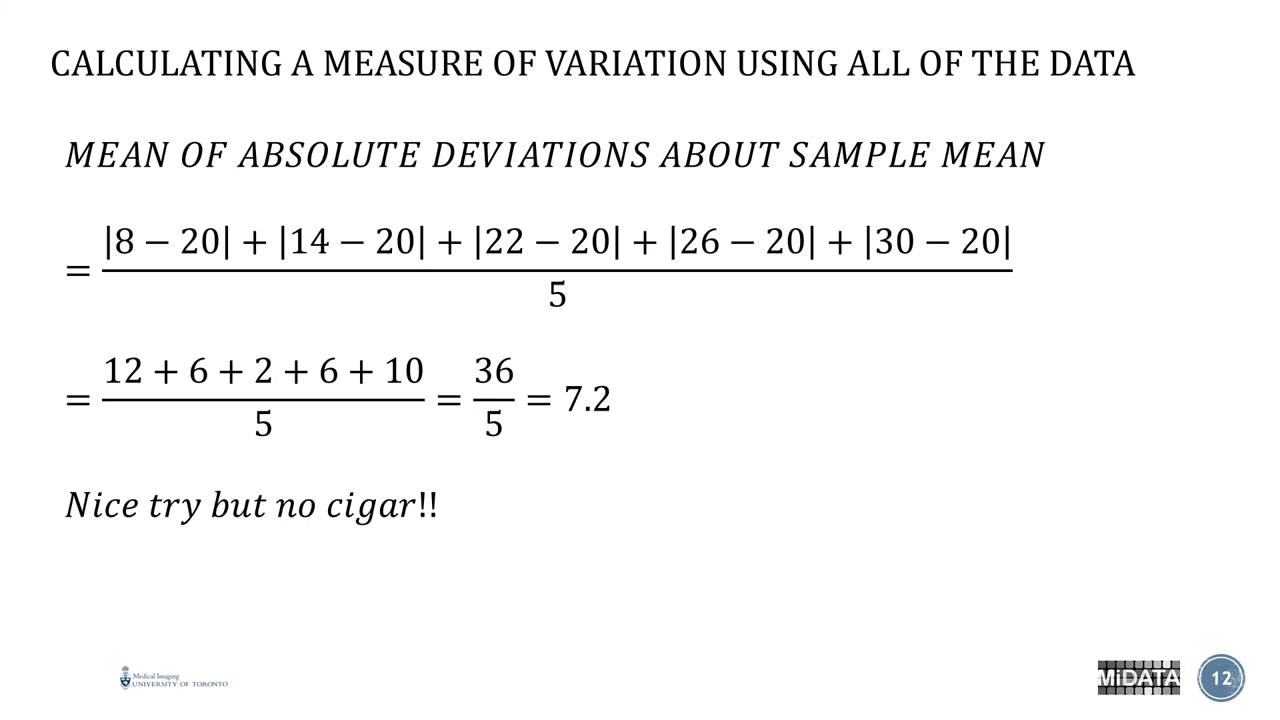 CALCULATING A MEASURE OF VARIATION USING ALL OF THE DATA
MEAN OF ABSOLUTE DEVIATIONS ABOUT SAMPLE MEAN
|8 − 20| + |14 − 20| + |22 − 20| + |26 − 20| + |30 − 20|
=
5
12 + 6 + 2 + 6 + 10 36
= = = 7.2
5 5
Nice try but no cigar!!
Medical Imaging
UNIVERSITY OF TORONTO
MiDATA
12